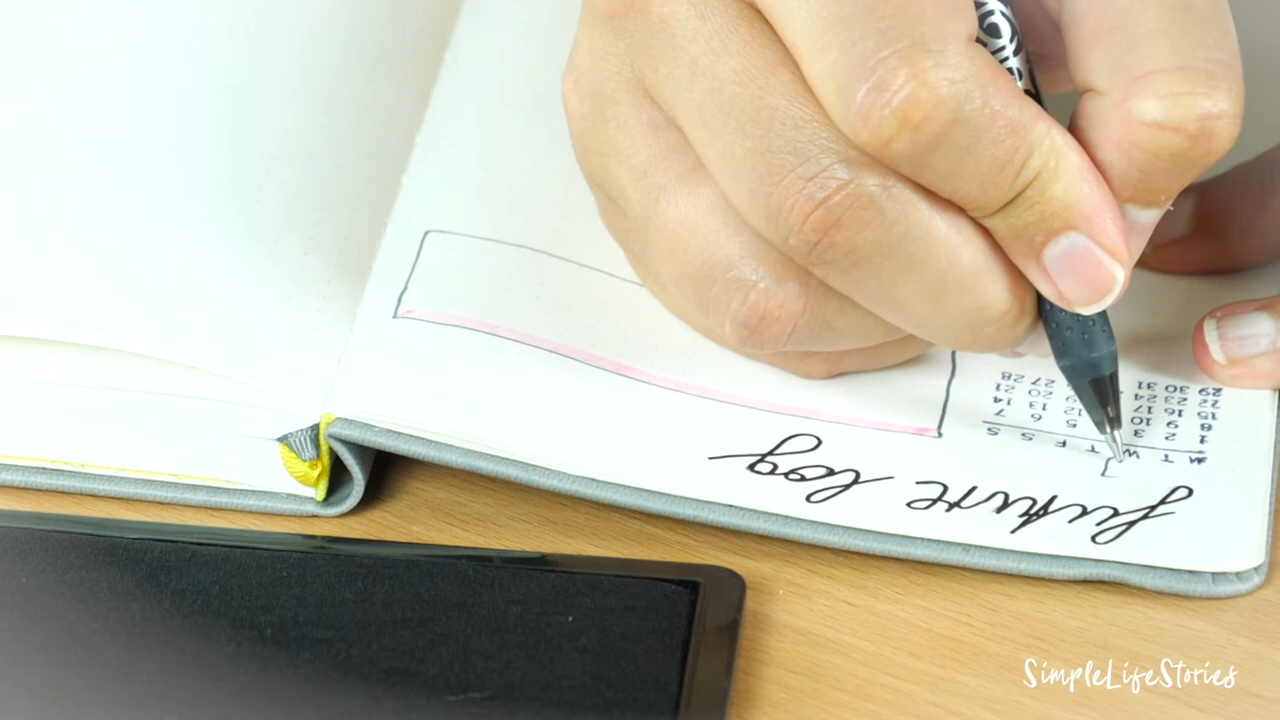 future log
M T W T F S S
1 2 3 5 6 7
8 9 10 12 13 14
15 16 17 20 21
22 23 24 27 28
29 30 31
SimpleLifeStories